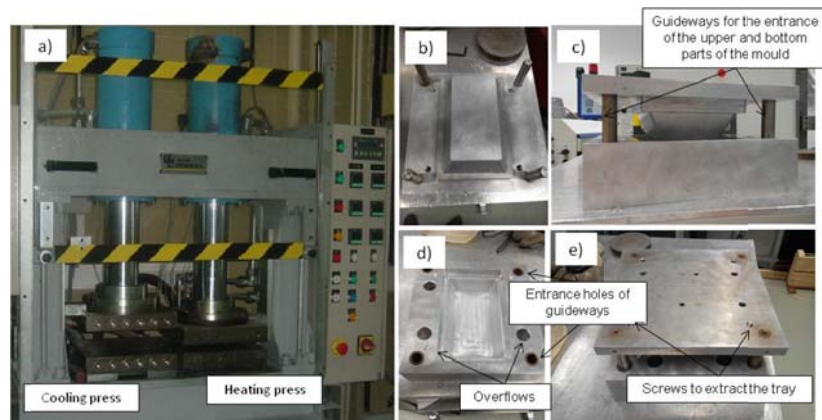 a)
Cooling press
Heating press
b)
c)
Guideways for the entrance
of the upper and bottom
parts of the mould
d)
e)
Entrance holes of
guideways
Overflows
Screws to extract the tray